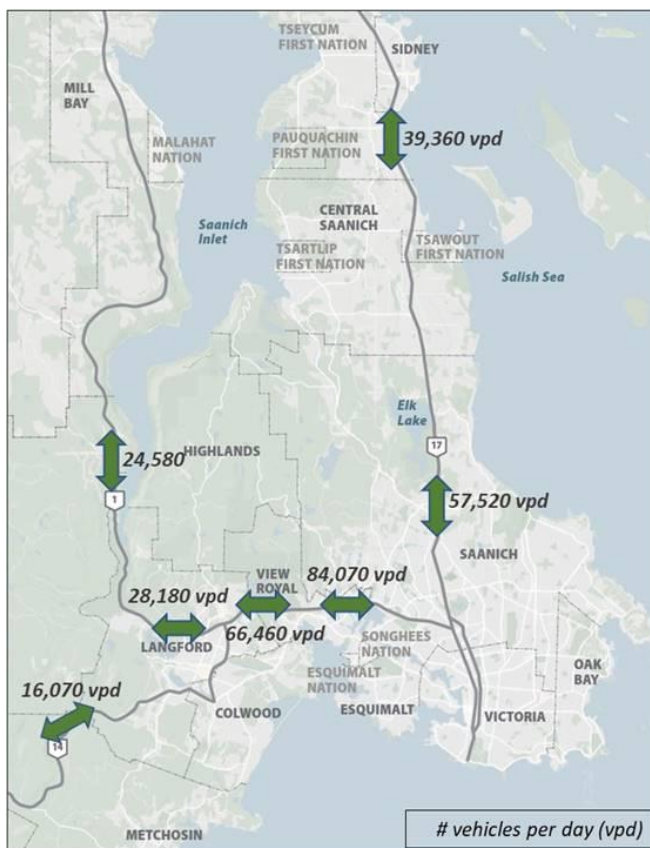 TSEYCUM
FIRST NATION
SIDNEY
MILL
BAY
MALAHAT
NATION
PAUQUACHIN
FIRST NATION
39,360 vpd
Saanich
Inlet
CENTRAL
SAANICH
TSARTLIP
FIRST NATION
TSAWOUT
FIRST NATION
Salish Sea
Elk
Lake
17
HIGHLANDS
24,580
1
57,520 vpd
SAANICH
28,180 vpd
VIEW
ROYAL
84,070 vpd
66,460 vpd
LANGFORD
SONGHEES
NATION
ESQUIMALT
NATION
OAK
BAY
16,070 vpd
14
COLWOOD
ESQUIMALT
VICTORIA
METCHOSIN
# vehicles per day (vpd)